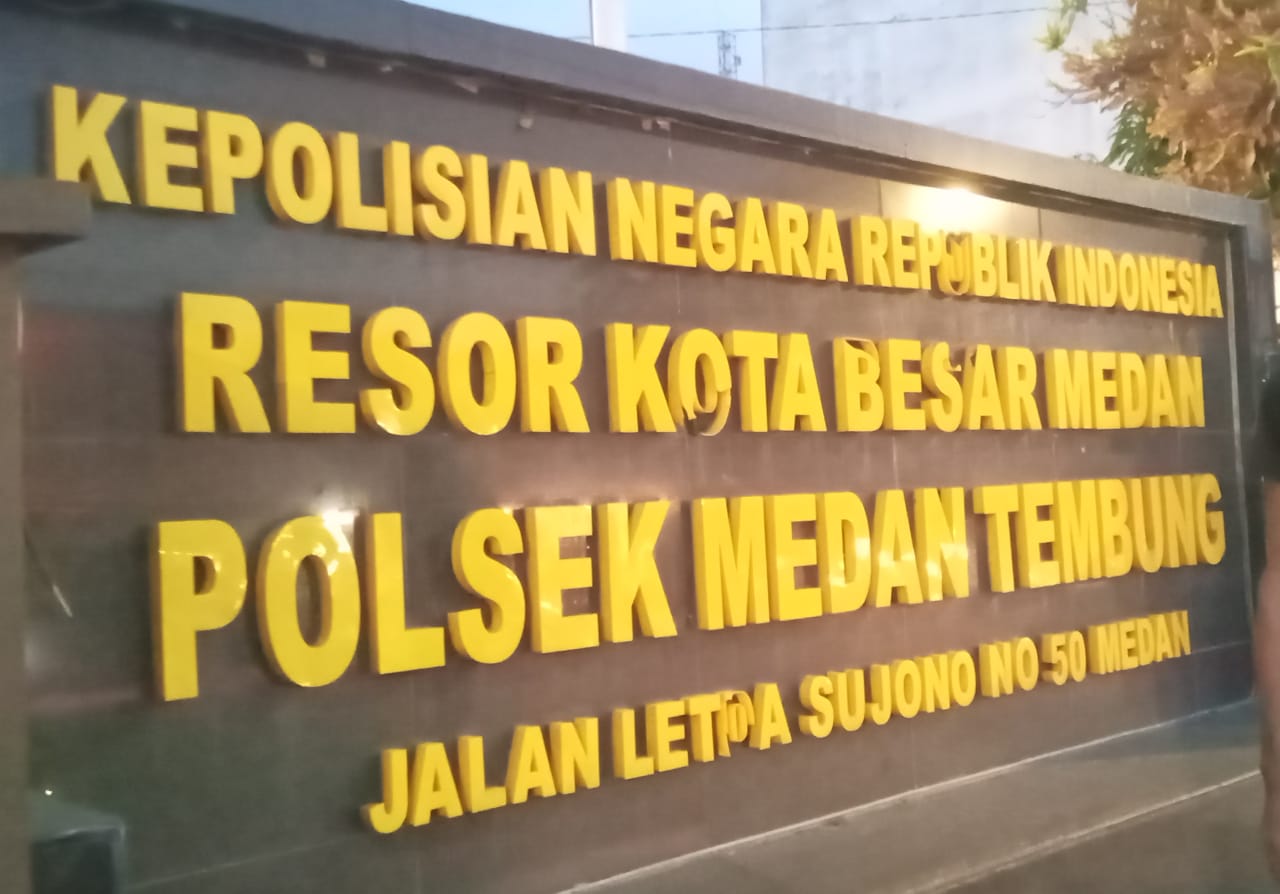 KEPOLISIAN NEGARA REPUBLIK INDONESIA
RESOR KOTA BESAR MEDAN
POLSEK MEDAN TEMBUNG
JALAN LETDA SUJONO NO 50 MEDAN